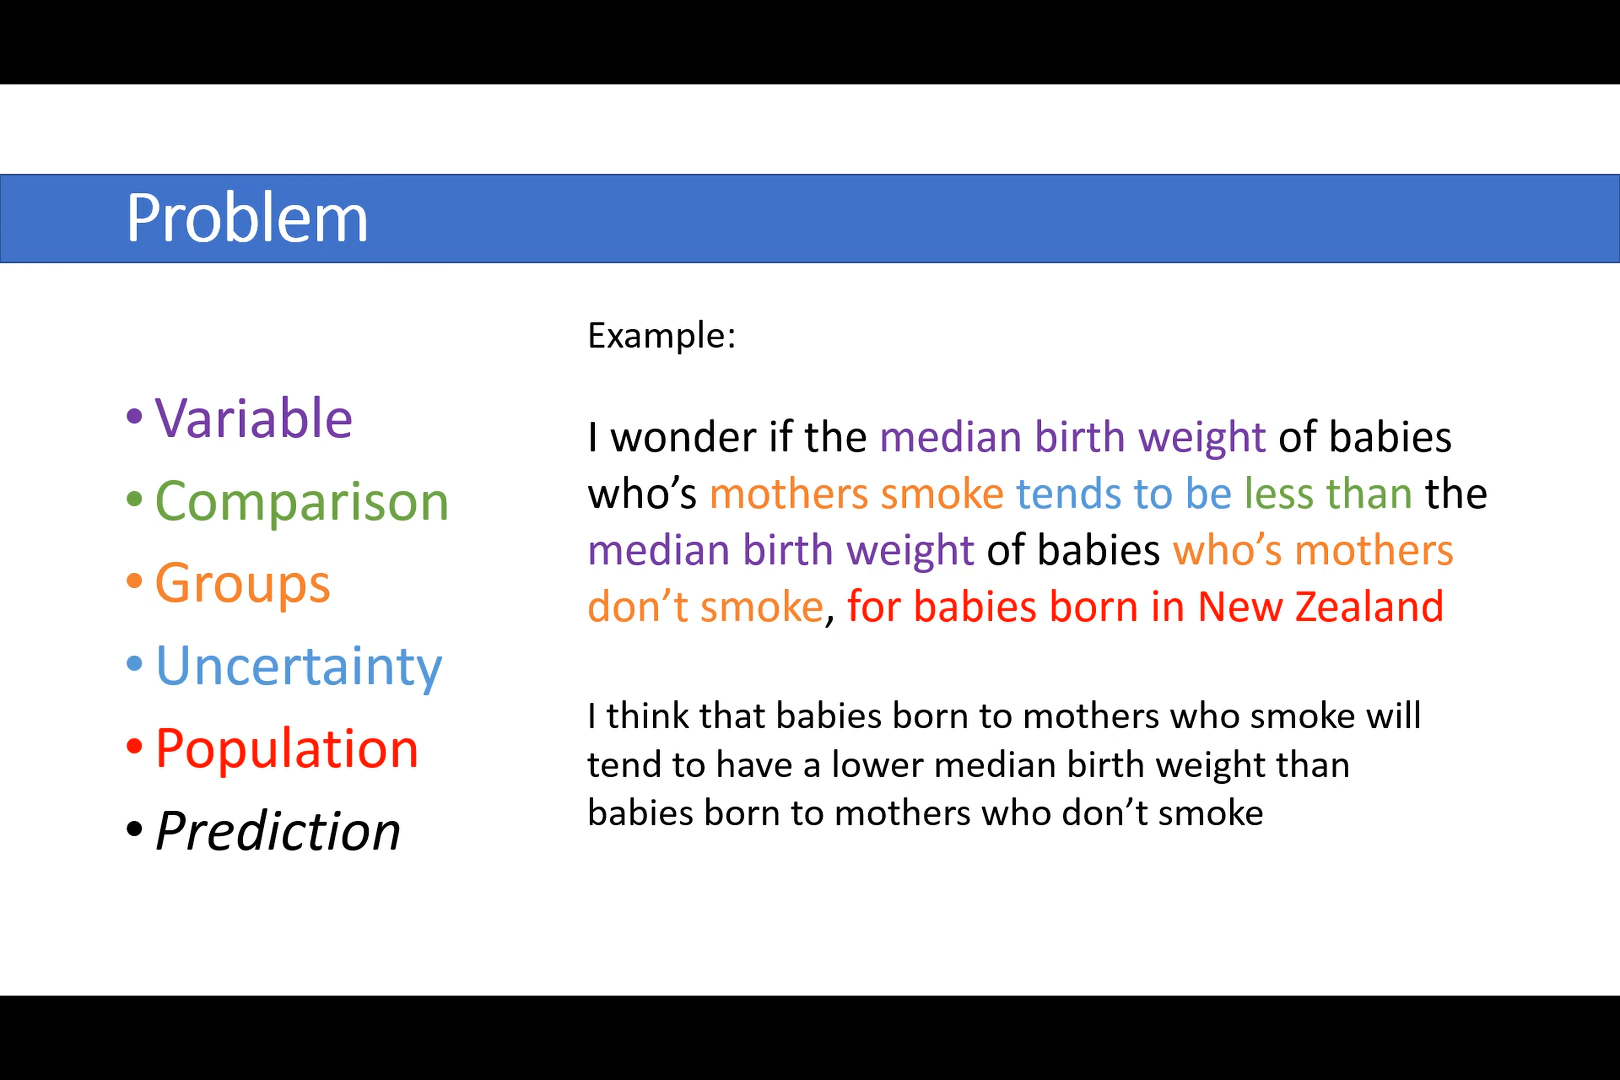 Problem
• Variable
• Comparison
• Groups
• Uncertainty
• Population
• Prediction
Example:
I wonder if the median birth weight of babies
who’s mothers smoke tends to be less than the
median birth weight of babies who’s mothers
don’t smoke, for babies born in New Zealand
I think that babies born to mothers who smoke will
tend to have a lower median birth weight than
babies born to mothers who don’t smoke